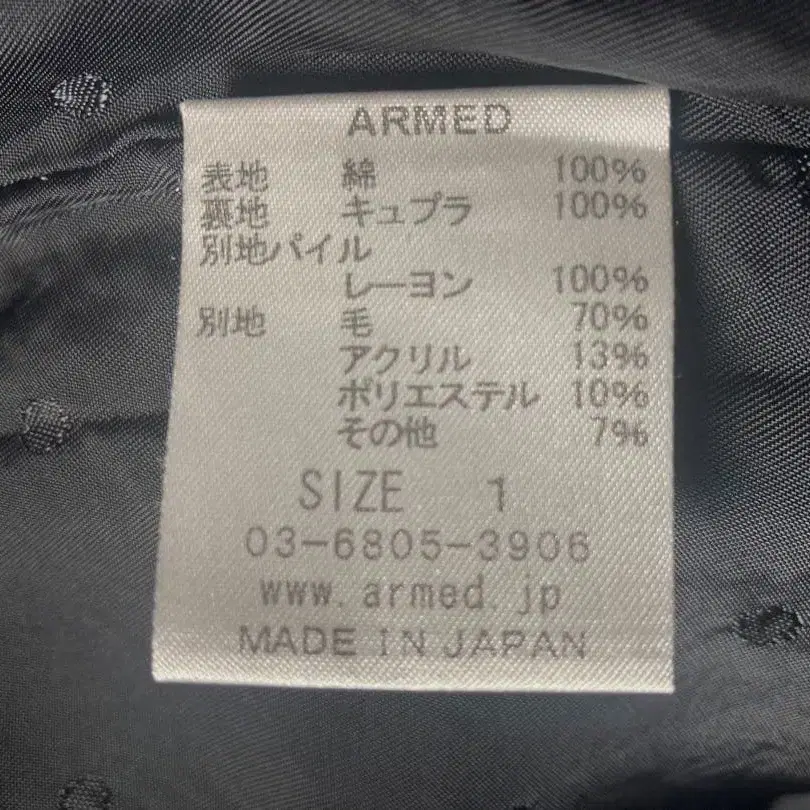 ARMED
表地 綿 100%
裏地 キュプラ 100%
別地パイル
レーヨン 100%
別地 毛 70%
アクリル 13%
ポリエステル 10%
その他 7%
SIZE 1
03-6805-3906
www.armed.jp
MADE IN JAPAN